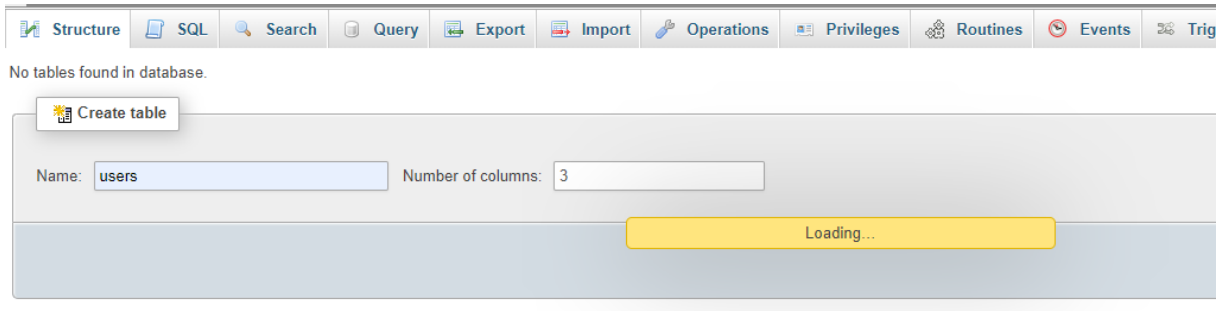 Structure SQL Search Query Export Import Operations Privileges Routines Events Trig
No tables found in database.
Create table
Name: users Number of columns: 3
Loading...